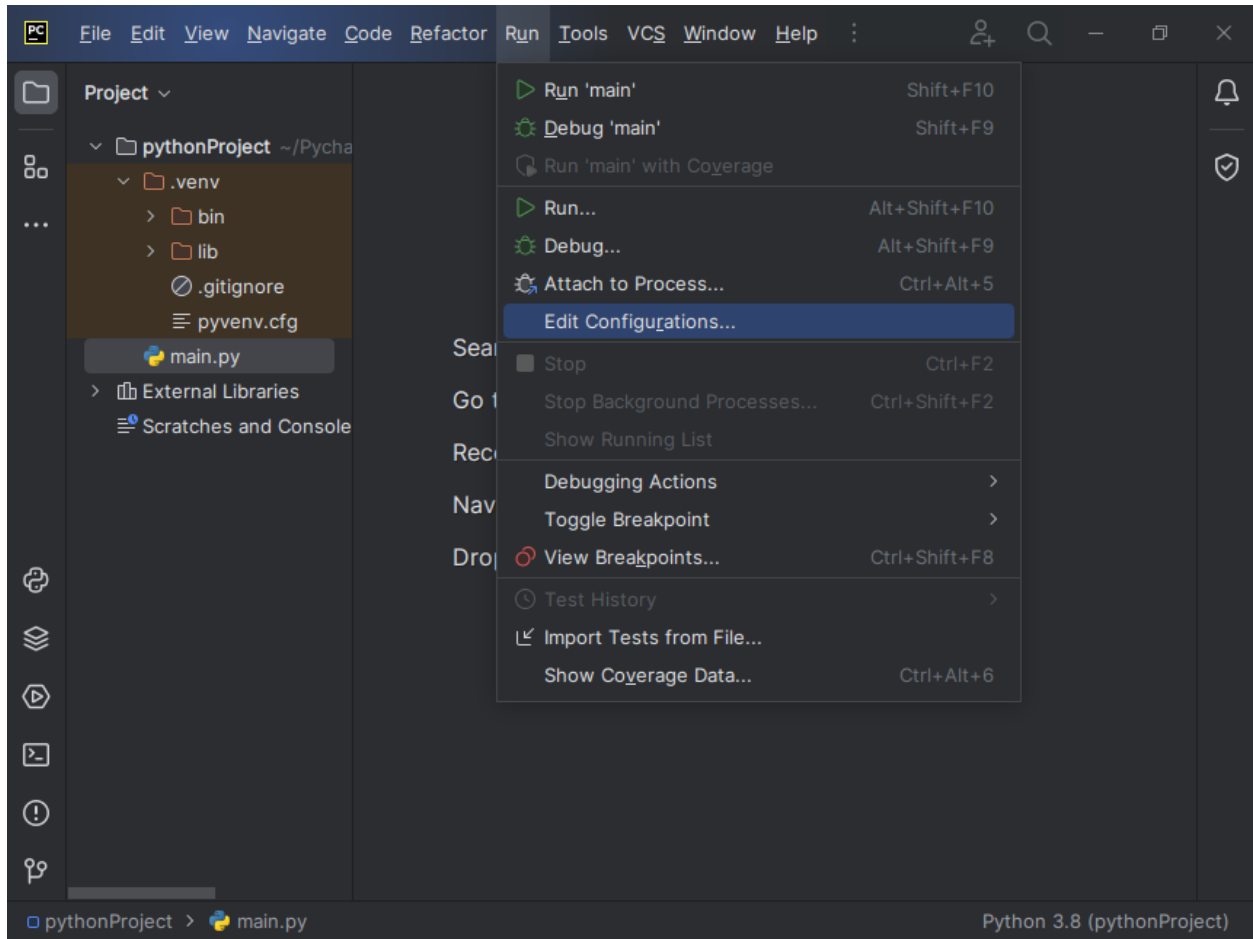 PC File Edit View Navigate Code Refactor Run Tools VCS Window Help
Project
pythonProject ~/Pycha
.venv
bin
lib
.gitignore
pyvenv.cfg
main.py
External Libraries
Scratches and Console
Sear
Go t
Rece
Nav
Drop
Run 'main' Shift+F10
Debug 'main' Shift+F9
Run 'main' with Coverage
Run... Alt+Shift+F10
Debug... Alt+Shift+F9
Attach to Process... Ctrl+Alt+5
Edit Configurations...
Stop Ctrl+F2
Stop Background Processes... Ctrl+Shift+F2
Show Running List
Debugging Actions
Toggle Breakpoint
View Breakpoints... Ctrl+Shift+F8
Test History
Import Tests from File...
Show Coverage Data... Ctrl+Alt+6
pythonProject > main.py Python 3.8 (pythonProject)